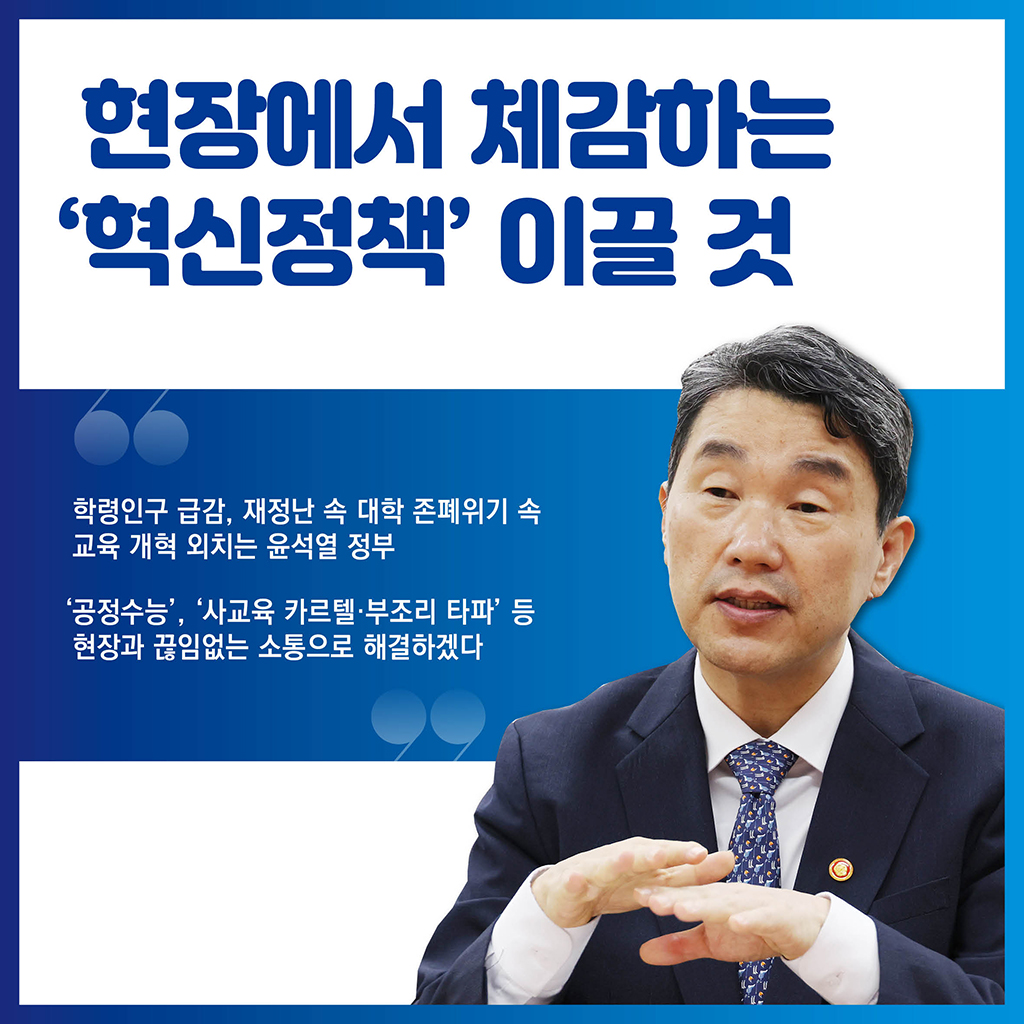 현장에서 체감하는
‘혁신정책’ 이끌 것
학령인구 급감, 재정난 속 대학 존폐위기 속
교육 개혁 외치는 윤석열 정부
‘공정수능’, ‘사교육 카르텔·부조리 타파’ 등
현장과 끊임없는 소통으로 해결하겠다